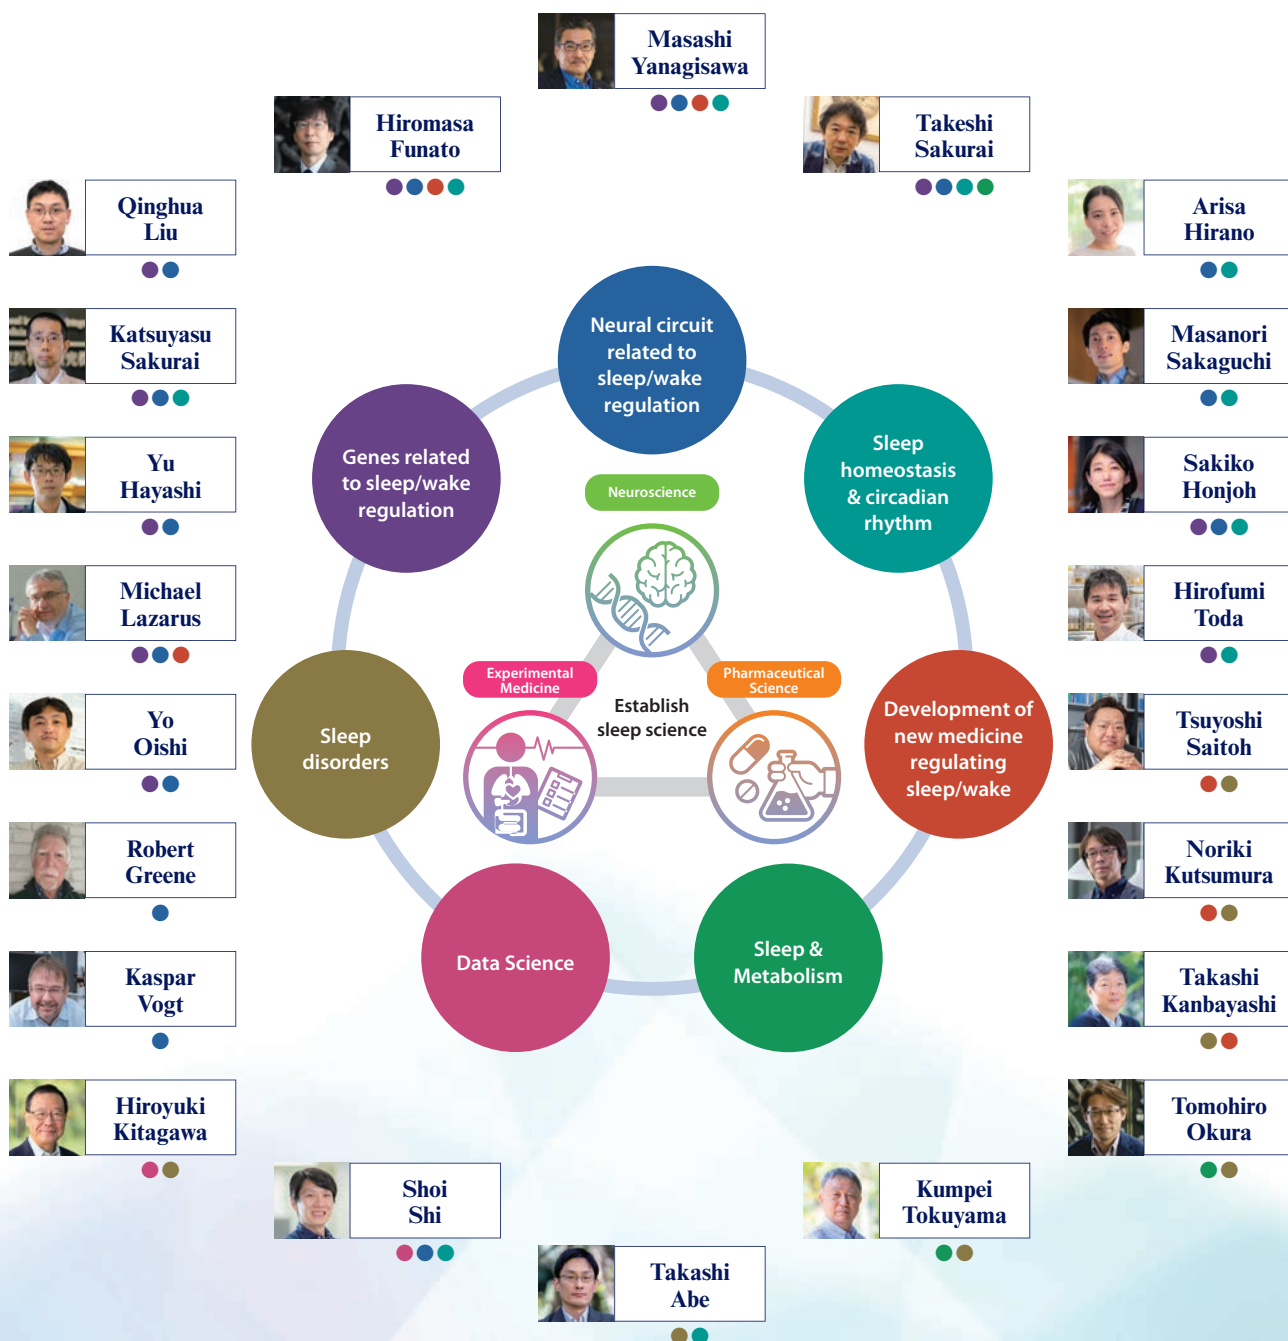 Masashi
Yanagisawa
Hiromasa
Funato
Takeshi
Sakurai
Qinghua
Liu
Arisa
Hirano
Katsuyasu
Sakurai
Masanori
Sakaguchi
Yu
Hayashi
Sakiko
Honjoh
Michael
Lazarus
Hirofumi
Toda
Yo
Oishi
Tsuyoshi
Saitoh
Robert
Greene
Noriki
Kutsumura
Kaspar
Vogt
Takashi
Kanbayashi
Hiroyuki
Kitagawa
Tomohiro
Okura
Shoi
Shi
Kumpei
Tokuyama
Takashi
Abe
Neural circuit
related to
sleep/wake
regulation
Genes related
to sleep/wake
regulation
Sleep
homeostasis
& circadian
rhythm
Neuroscience
Experimental
Medicine
Pharmaceutical
Science
Establish
sleep science
Sleep
disorders
Development of
new medicine
regulating
sleep/wake
Data Science
Sleep &
Metabolism